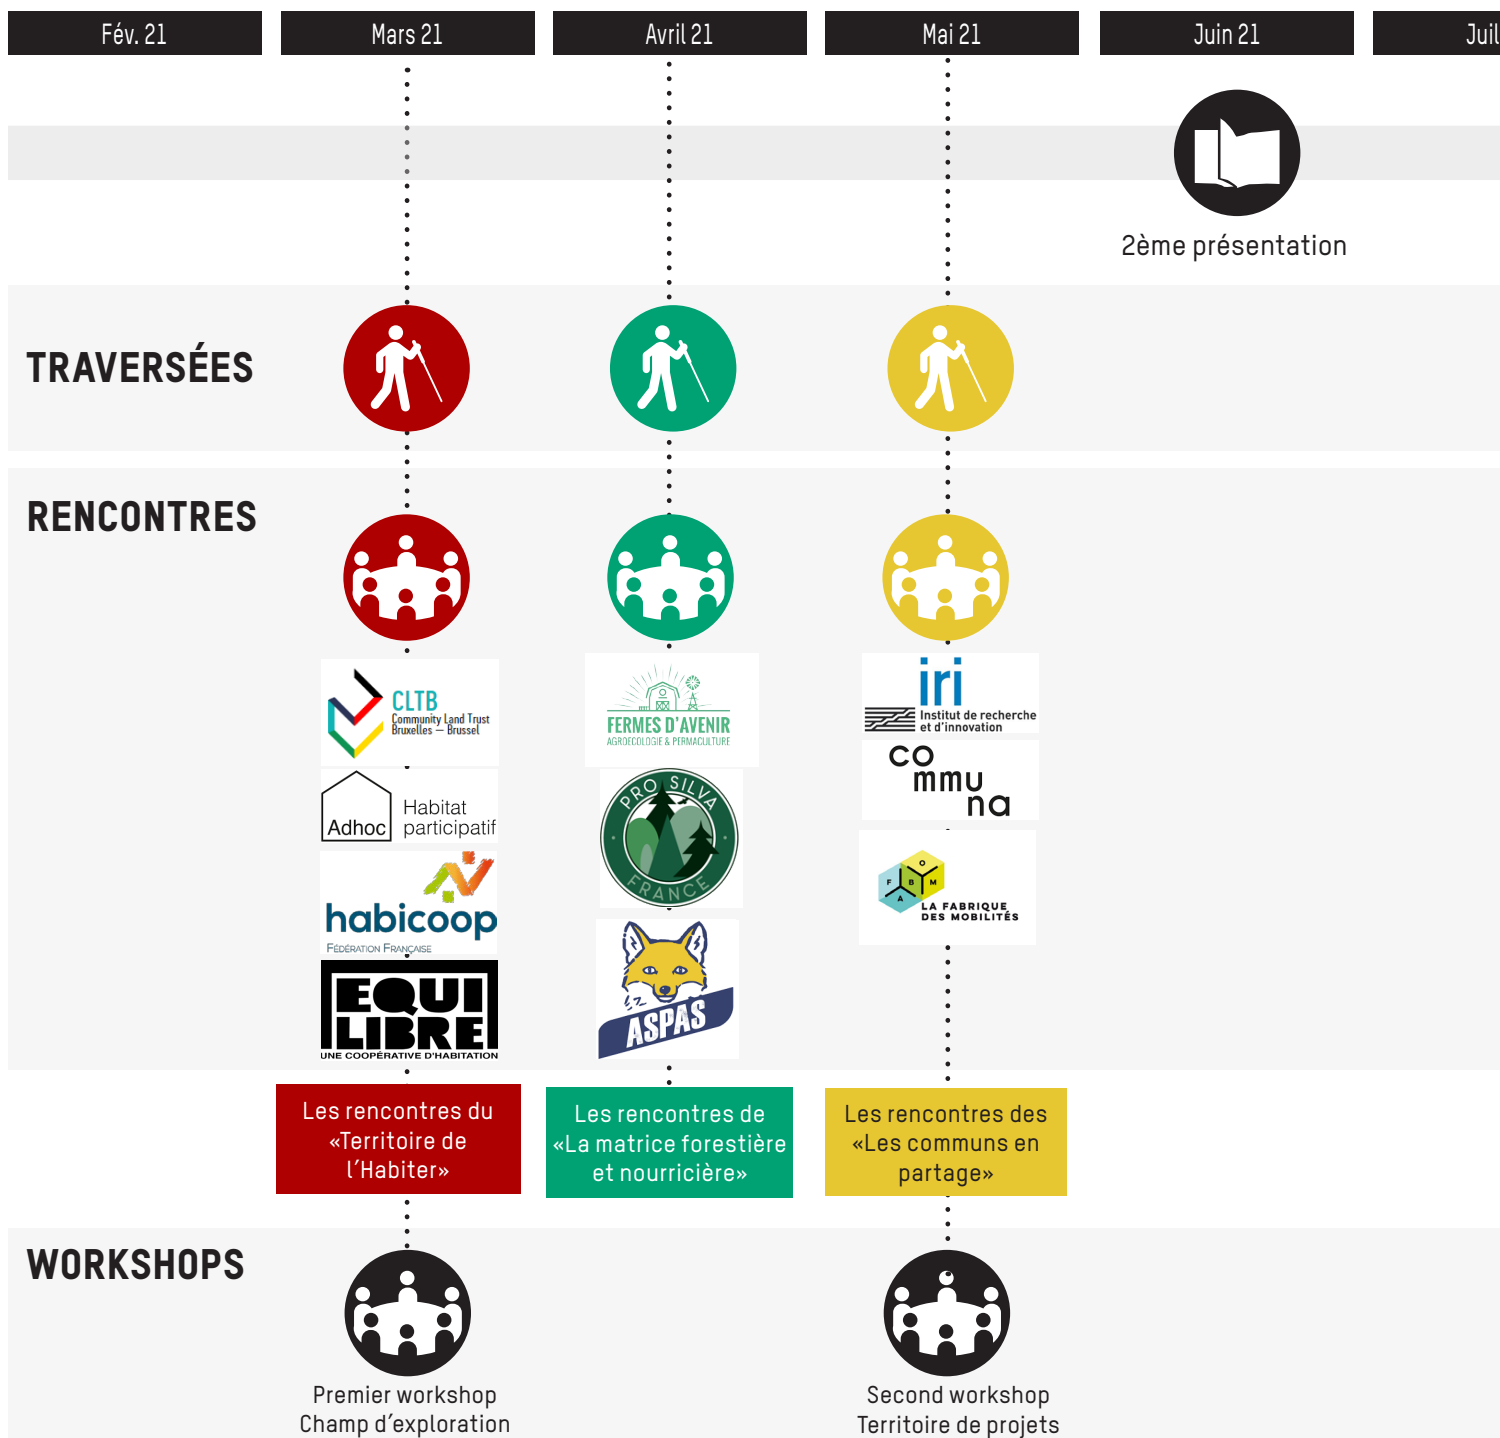 Fév. 21
Mars 21
Avril 21
Mai 21
Juin 21
Juil
2ème présentation
TRAVERSÉES
RENCONTRES
CLTB
Community Land Trust
Bruxelles — Brussel
Adhoc
Habitat
participatif
habicoop
FÉDÉRATION FRANÇAISE
EQUI
LIBRE
UNE COOPÉRATIVE D'HABITATION
FERMES D'AVENIR
AGROECOLOGIE & PERMACULTURE
PRO SILVA
FRANCE
ASPAS
iri
Institut de recherche
et d'innovation
co
mmu
na
F A B O M
LA FABRIQUE
DES MOBILITÉS
Les rencontres du
«Territoire de
l'Habiter»
Les rencontres de
«La matrice forestière
et nourricière»
Les rencontres des
«Les communs en
partage»
WORKSHOPS
Premier workshop
Champ d'exploration
Second workshop
Territoire de projets